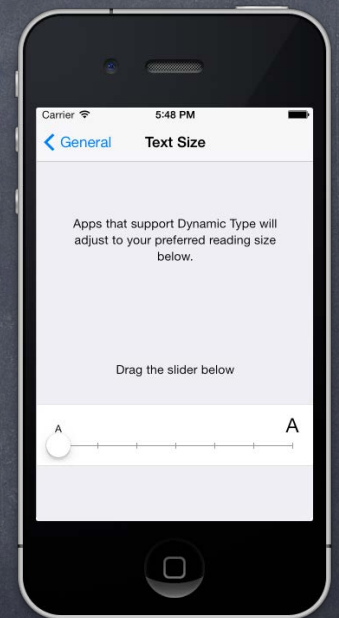 Carrier 5:48 PM
General Text Size
Apps that support Dynamic Type will
adjust to your preferred reading size
below.
Drag the slider below
A A